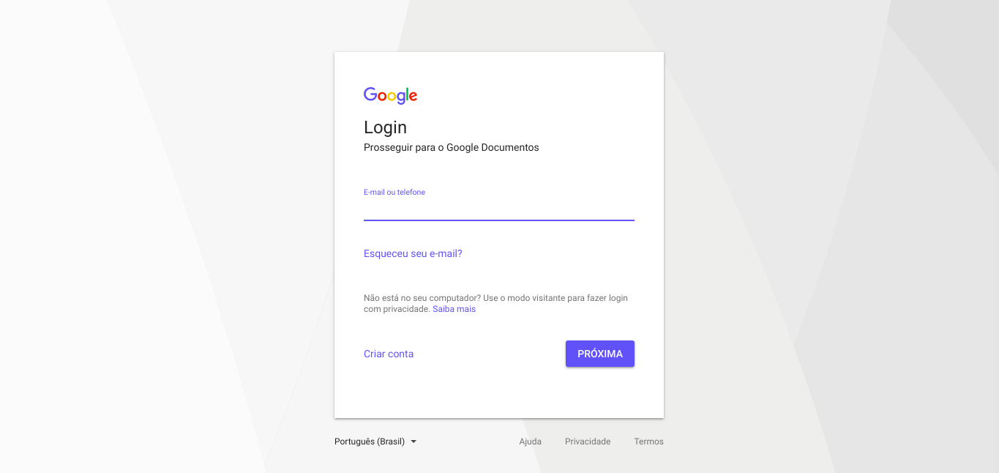 Google
Login
Prosseguir para o Google Documentos
E-mail ou telefone
Esqueceu seu e-mail?
Não está no seu computador? Use o modo visitante para fazer login
com privacidade. Saiba mais
Criar conta
PRÓXIMA
Português (Brasil)
Ajuda
Privacidade
Termos